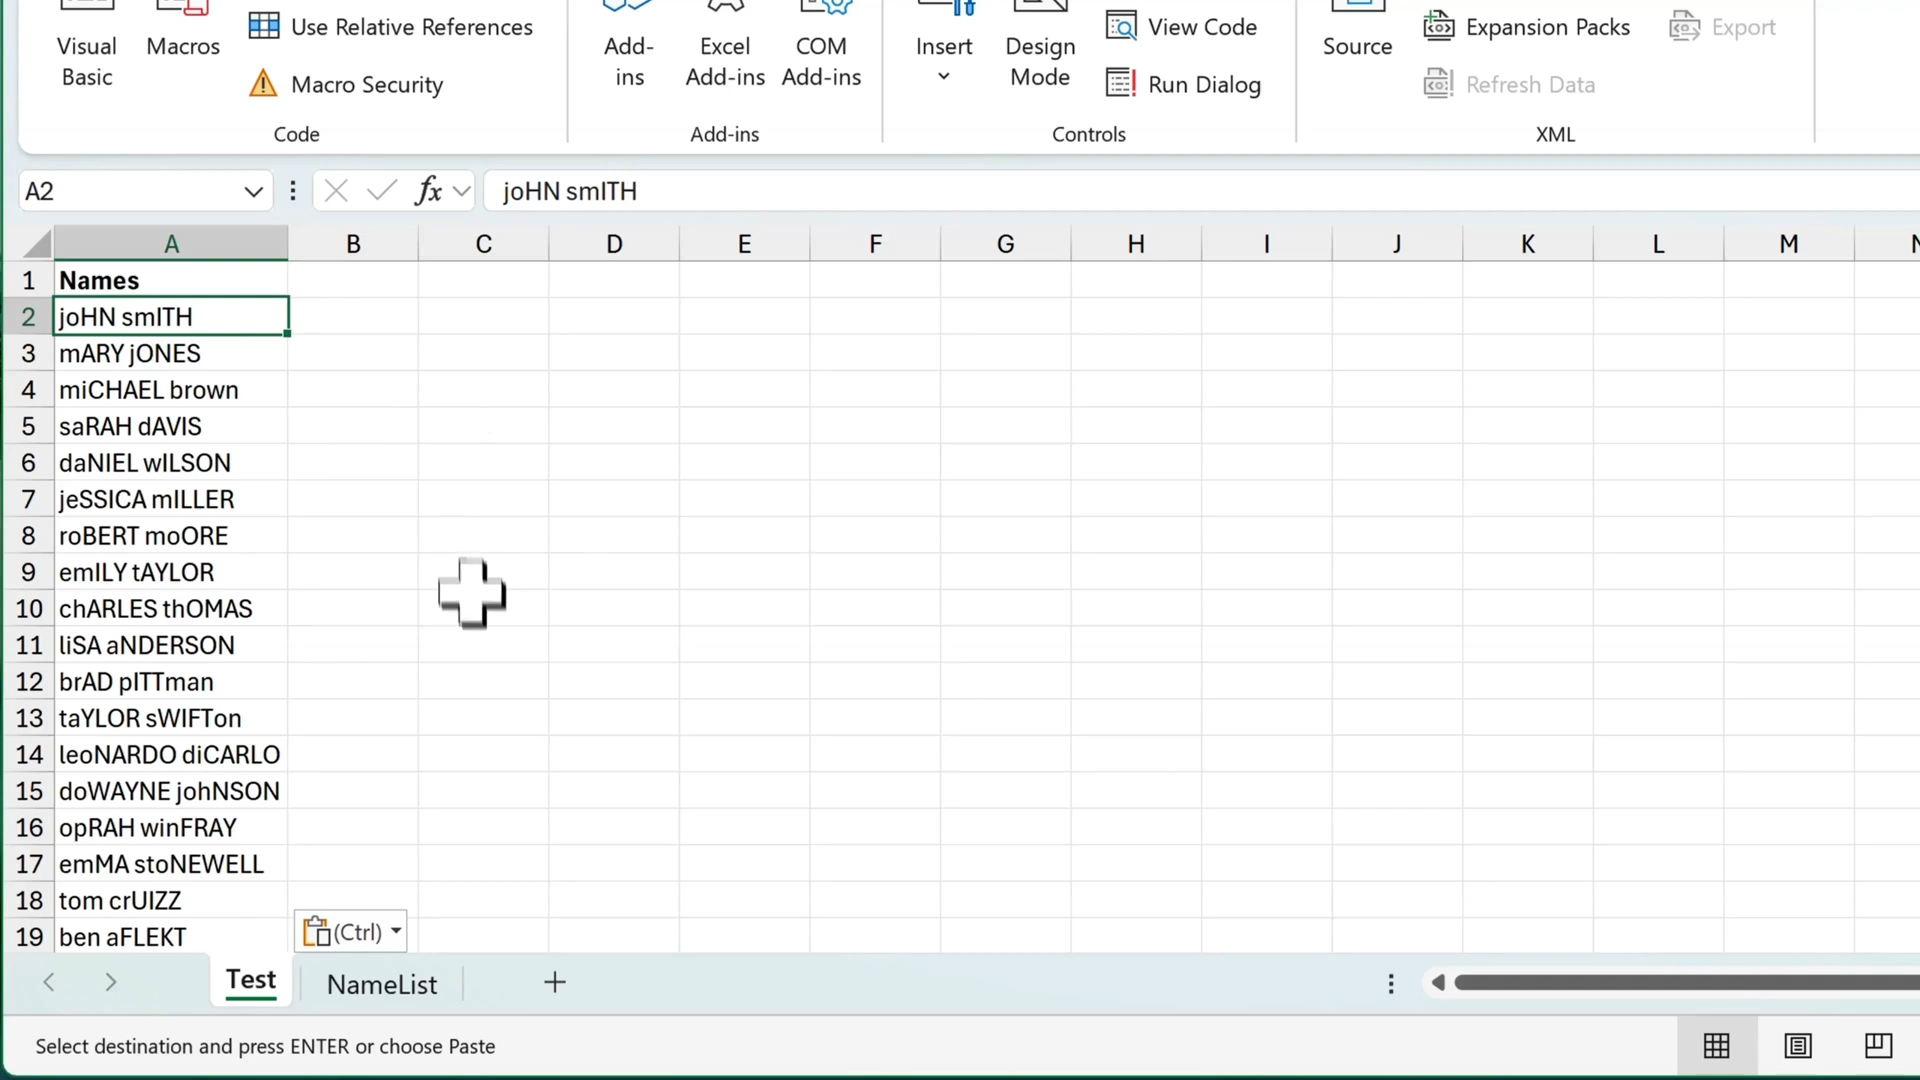 Visual Basic
Macros
Use Relative References
Macro Security
Code
Add-ins
Excel Add-ins
COM Add-ins
Add-ins
Insert
Design Mode
View Code
Run Dialog
Controls
Source
Expansion Packs
Export
Refresh Data
XML
A2
fx
joHN smITH
A B C D E F G H I J K L M N
1 Names
2 joHN smITH
3 mARY jONES
4 miCHAEL brown
5 saRAH dAVIS
6 daNIEL wILSON
7 jeSSICA mILLER
8 roBERT moORE
9 emILY tAYLOR
10 chARLES thOMAS
11 liSA aNDERSON
12 brAD pITTman
13 taYLOR sWIFTon
14 leoNARDO diCARLO
15 doWAYNE johNSON
16 opRAH winFRAY
17 emMA stoNEWELL
18 tom crUIZZ
19 ben aFLEKT
(Ctrl)
Test
NameList
Select destination and press ENTER or choose Paste